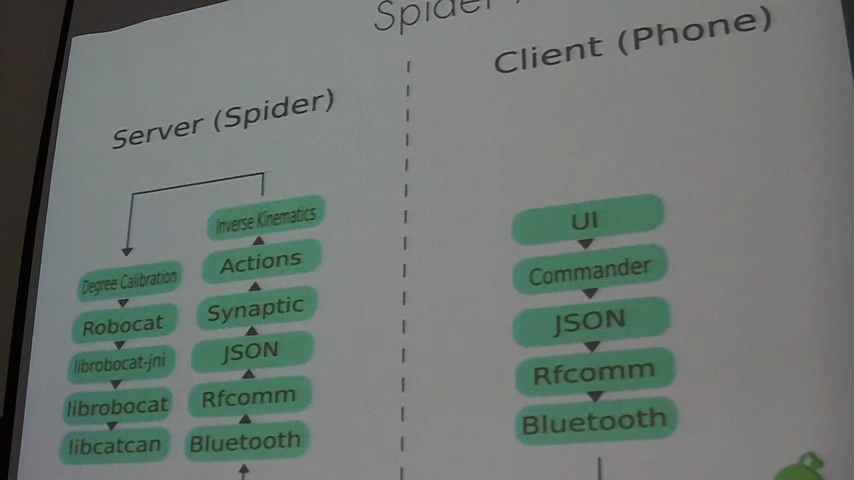 Spider
Client (Phone)
Server (Spider)
Inverse Kinematics
Actions
Synaptic
JSON
Rfcomm
Bluetooth
Degree Calibration
Robocat
librobocat-jni
librobocat
libcatcan
UI
Commander
JSON
Rfcomm
Bluetooth